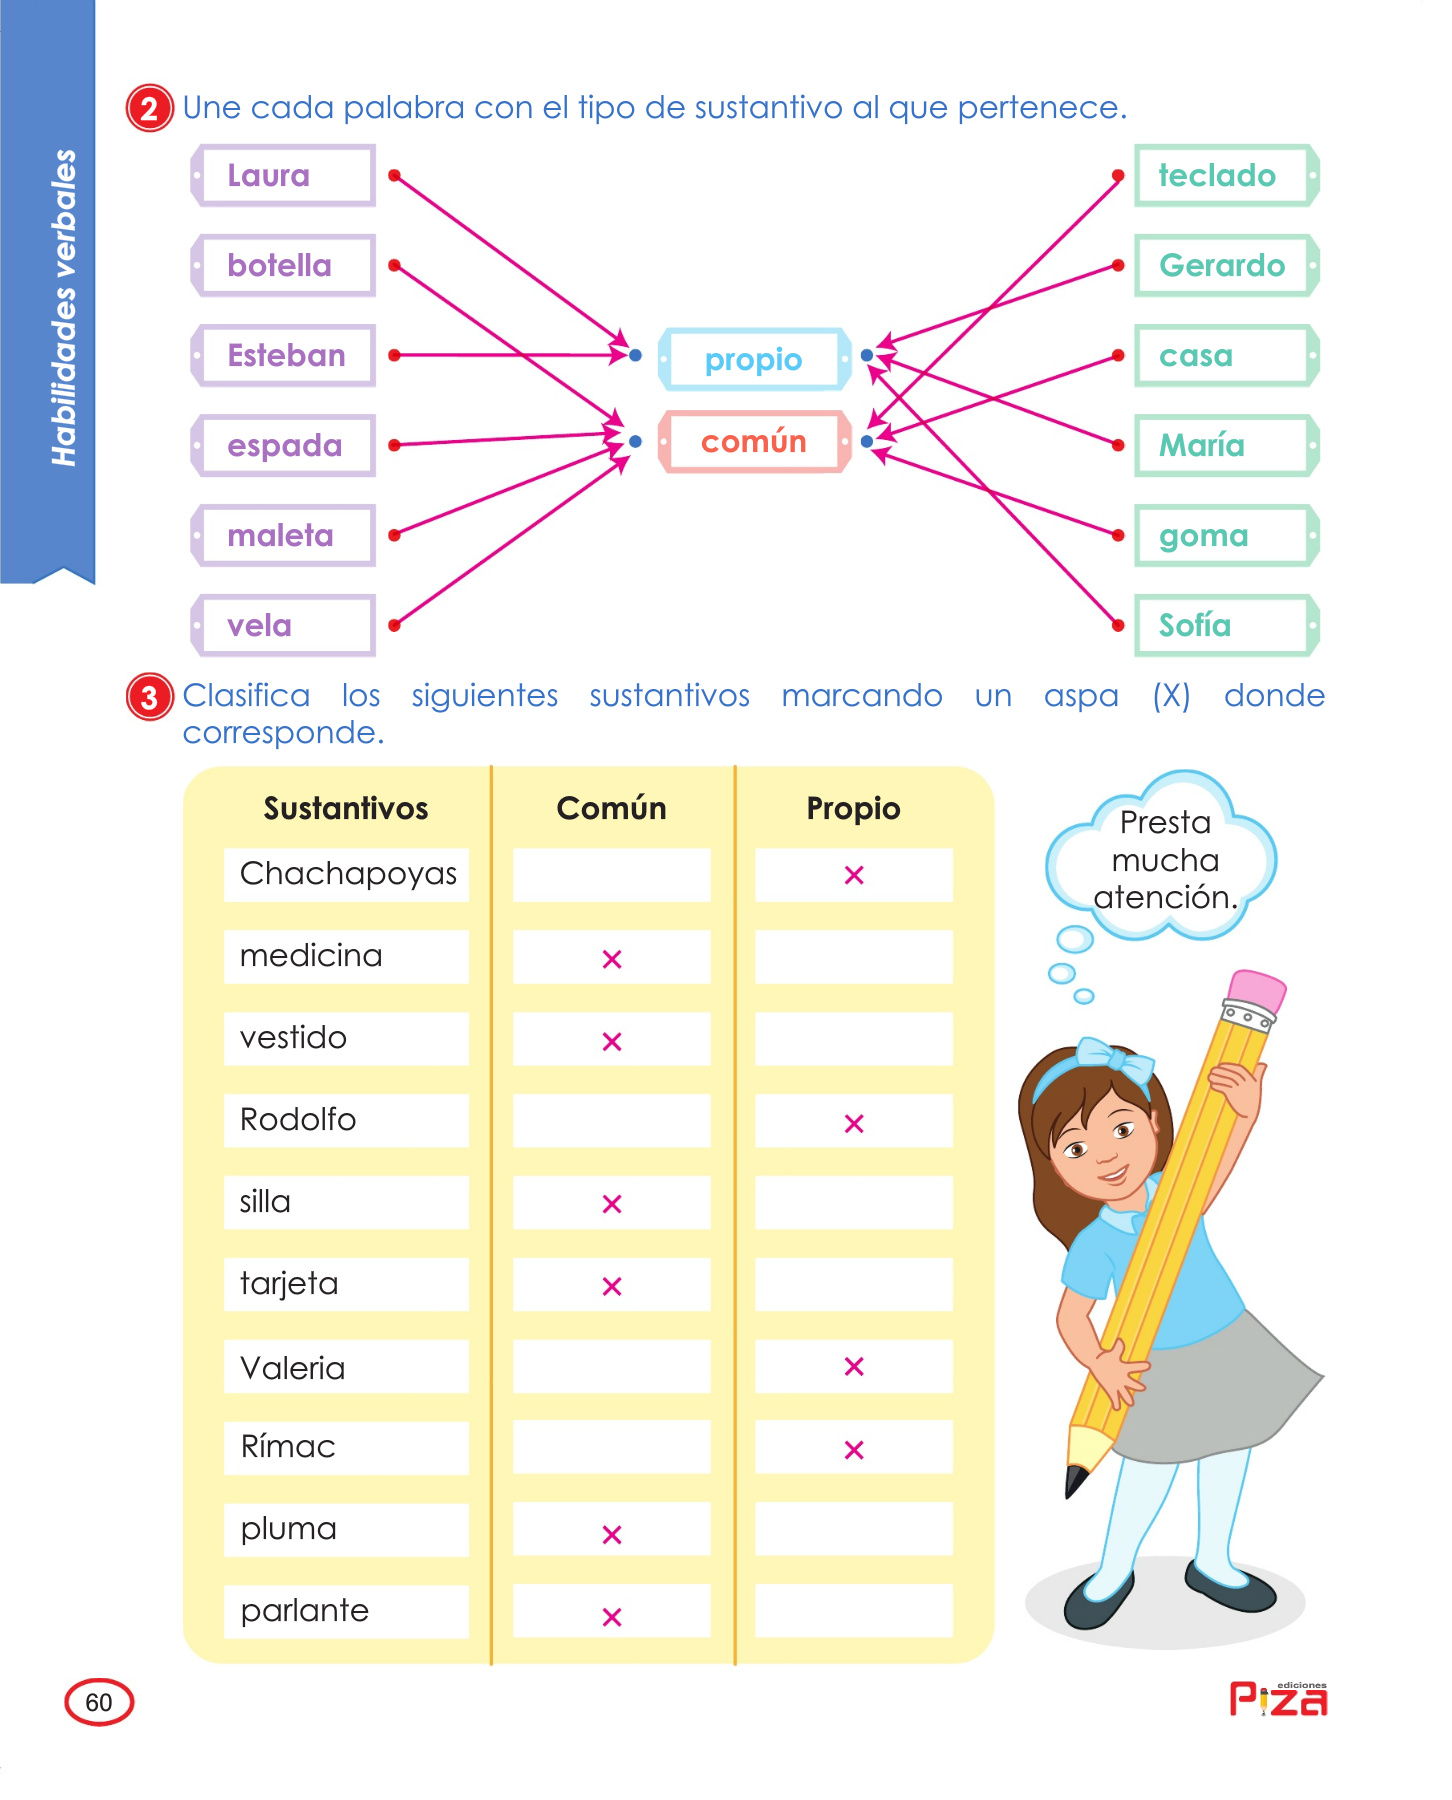 Habilidades verbales
2 Une cada palabra con el tipo de sustantivo al que pertenece.
Laura
botella
Esteban
espada
maleta
vela
propio
común
teclado
Gerardo
casa
María
goma
Sofía
3 Clasifica los siguientes sustantivos marcando un aspa (X) donde
corresponde.
Sustantivos Común Propio
Chachapoyas ×
medicina ×
vestido ×
Rodolfo ×
silla ×
tarjeta ×
Valeria ×
Rímac ×
pluma ×
parlante ×
Presta
mucha
atención.
60
ediciones
Piza